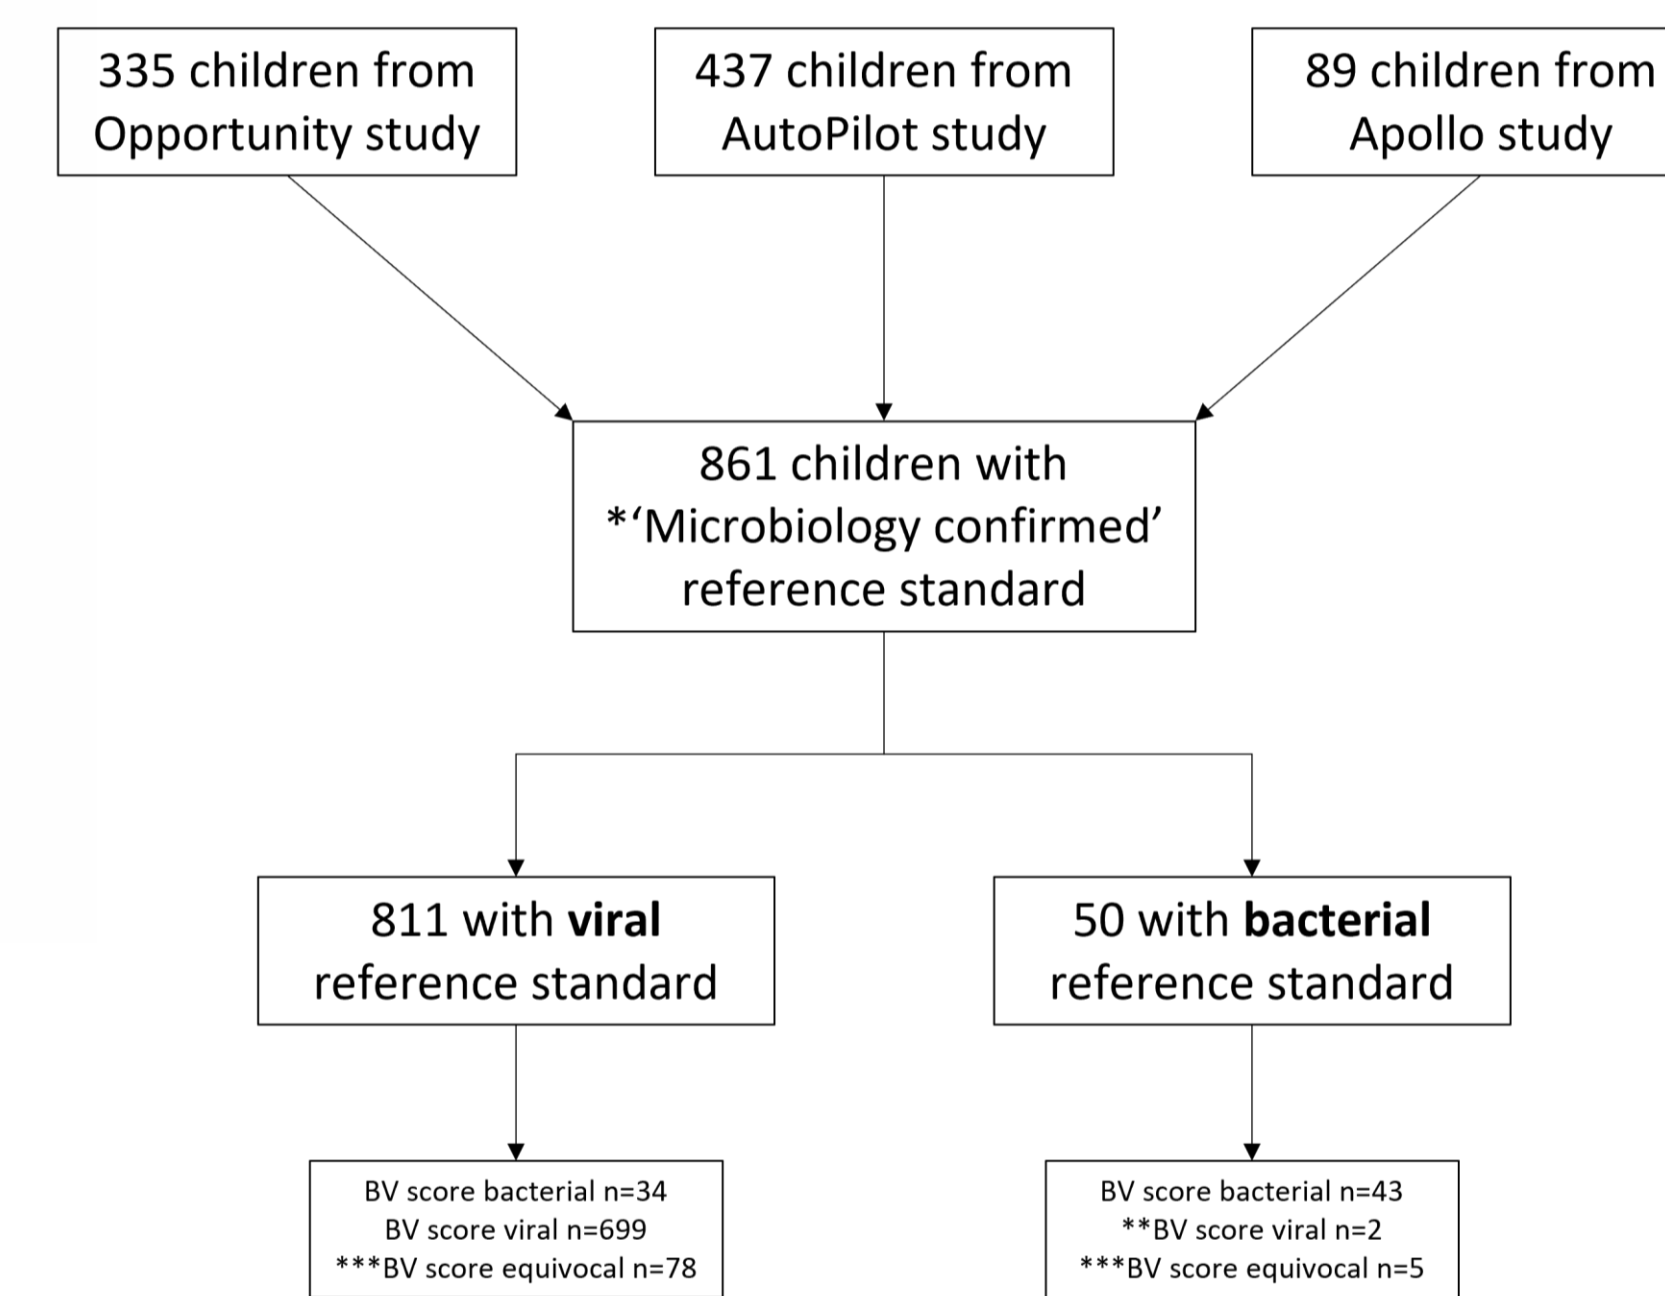 335 children from
Opportunity study
437 children from
AutoPilot study
89 children from
Apollo study
861 children with
*‘Microbiology confirmed’
reference standard
811 with viral
reference standard
50 with bacterial
reference standard
BV score bacterial n=34
BV score viral n=699
***BV score equivocal n=78
BV score bacterial n=43
**BV score viral n=2
***BV score equivocal n=5